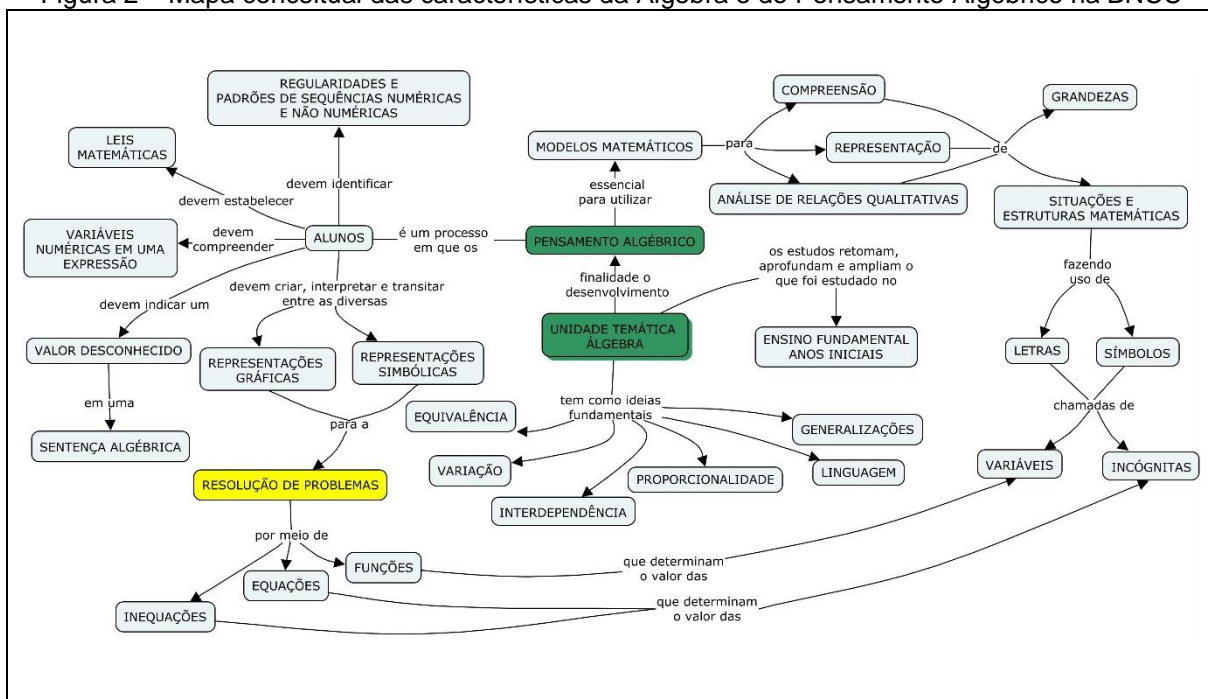 Figura 2 – Mapa conceitual das características da Álgebra e do Pensamento Algébrico na BNCC
REGULARIDADES E
PADRÕES DE SEQUÊNCIAS NUMÉRICAS
E NÃO NUMÉRICAS
LEIS
MATEMÁTICAS
devem identificar
devem estabelecer
VARIÁVEIS
NUMÉRICAS EM UMA
EXPRESSÃO
devem
compreender
ALUNOS
é um processo
em que os
devem indicar um
devem criar, interpretar e transitar
entre as diversas
VALOR DESCONHECIDO
REPRESENTAÇÕES
GRÁFICAS
REPRESENTAÇÕES
SIMBÓLICAS
em uma
SENTENÇA ALGÉBRICA
para a
RESOLUÇÃO DE PROBLEMAS
por meio de
FUNÇÕES
EQUAÇÕES
INEQUAÇÕES
MODELOS MATEMÁTICOS
essencial
para utilizar
PENSAMENTO ALGÉBRICO
finalidade o
desenvolvimento
UNIDADE TEMÁTICA
ÁLGEBRA
os estudos retomam,
aprofundam e ampliam o
que foi estudado no
ENSINO FUNDAMENTAL
ANOS INICIAIS
tem como ideias
fundamentais
EQUIVALÊNCIA
VARIAÇÃO
INTERDEPENDÊNCIA
PROPORCIONALIDADE
LINGUAGEM
GENERALIZAÇÕES
para
COMPREENSÃO
REPRESENTAÇÃO
ANÁLISE DE RELAÇÕES QUALITATIVAS
de
GRANDEZAS
SITUAÇÕES E
ESTRUTURAS MATEMÁTICAS
fazendo
uso de
LETRAS
SÍMBOLOS
chamadas de
VARIÁVEIS
INCÓGNITAS
que determinam
o valor das
que determinam
o valor das